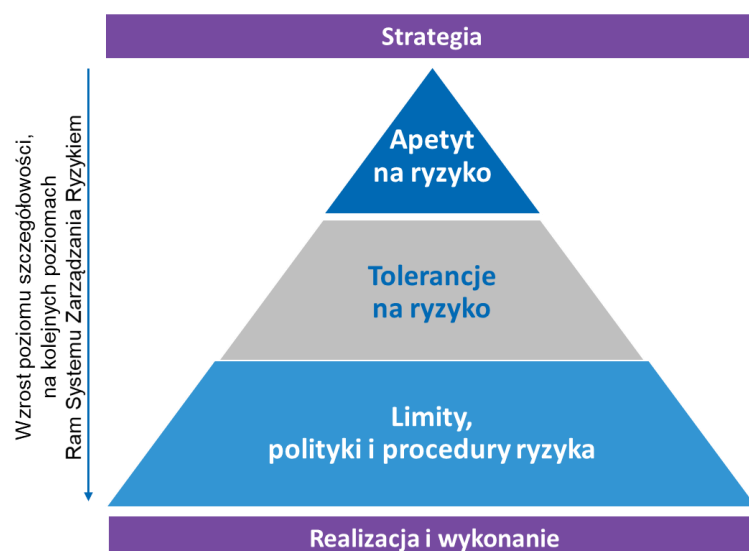 Strategia
Wzrost poziomu szczegółowości,
na kolejnych poziomach
Ram Systemu Zarządzania Ryzykiem
Apetyt
na ryzyko
Tolerancje
na ryzyko
Limity,
polityki i procedury ryzyka
Realizacja i wykonanie